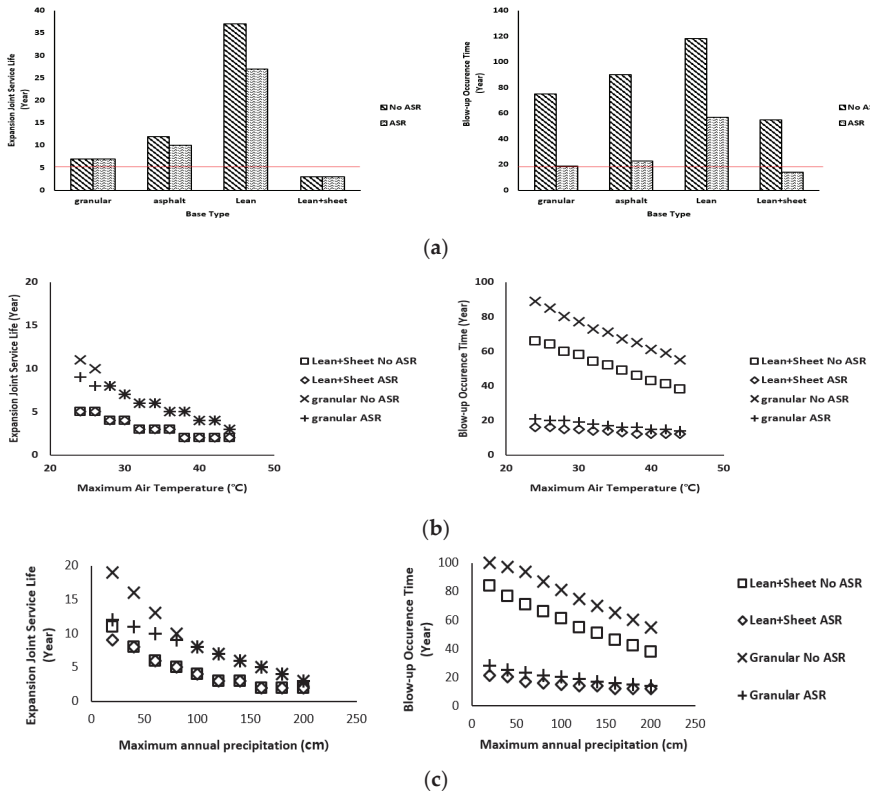 40
35
30
25
20
15
10
5
0
Expansion Joint Service Life
(Year)
granular
asphalt
Lean
Lean+sheet
Base Type
No ASR
ASR
140
120
100
80
60
40
20
0
Blow-up Occurence Time
(Year)
granular
asphalt
Lean
Lean+sheet
Base Type
No AS
ASR
(a)
20
15
10
5
0
Expansion Joint Service Life (Year)
20
30
40
50
Maximum Air Temperature (℃)
Lean+Sheet No ASR
Lean+Sheet ASR
granular No ASR
granular ASR
100
80
60
40
20
0
Blow-up Occurence Time (Year)
20
30
40
50
Maximum Air Temperature (℃)
Lean+Sheet No ASR
Lean+Sheet ASR
granular No ASR
granular ASR
(b)
20
15
10
5
0
Expansion Joint Service Life
(Year)
0
50
100
150
200
250
Maximum annual precipitation (cm)
100
80
60
40
20
0
Blow-up Occurence Time
(Year)
0
50
100
150
200
250
Maximum annual precipitation (cm)
Lean+Sheet No ASR
Lean+Sheet ASR
Granular No ASR
Granular ASR
(c)